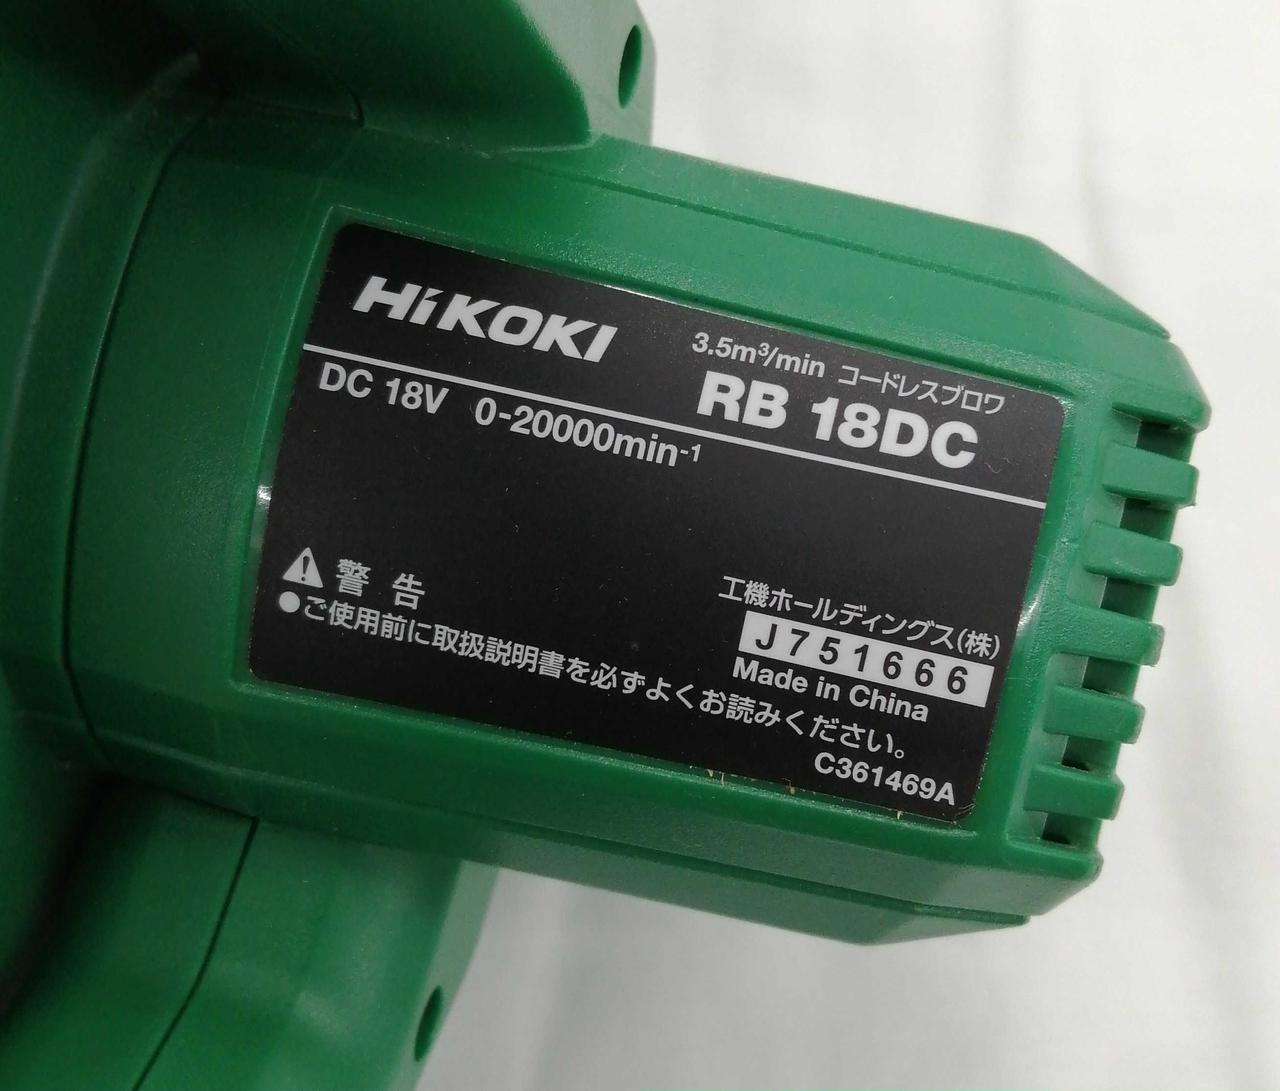 HiKOKI
3.5m³/min コードレスブロワ
RB 18DC
DC 18V 0-20000min⁻¹
警告
●ご使用前に取扱説明書を必ずよくお読みください。
工機ホールディングス(株)
J751666
Made in China
C361469A